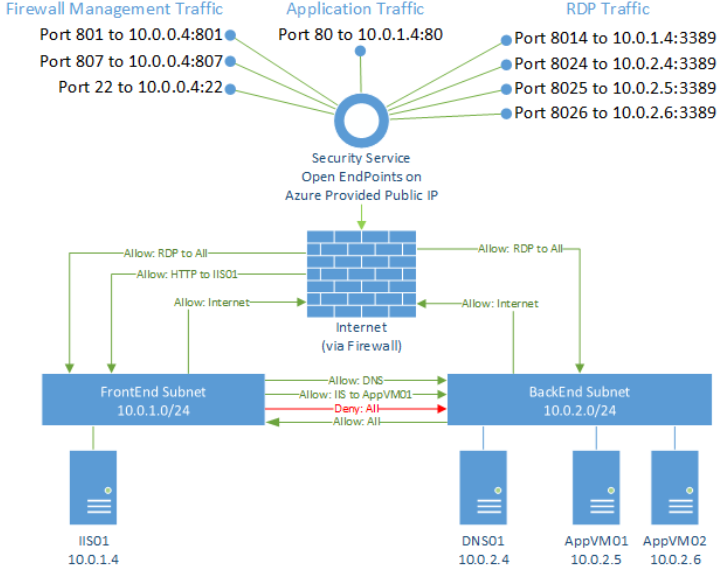 Firewall Management Traffic
Port 801 to 10.0.0.4:801
Port 807 to 10.0.0.4:807
Port 22 to 10.0.0.4:22
Application Traffic
Port 80 to 10.0.1.4:80
RDP Traffic
Port 8014 to 10.0.1.4:3389
Port 8024 to 10.0.2.4:3389
Port 8025 to 10.0.2.5:3389
Port 8026 to 10.0.2.6:3389
Security Service
Open EndPoints on
Azure Provided Public IP
Allow: RDP to All
Allow: HTTP to IIS01
Allow: Internet
Allow: RDP to All
Allow: Internet
Internet
(via Firewall)
FrontEnd Subnet
10.0.1.0/24
Allow: DNS
Allow: IIS to AppVM01
Deny: All
Allow: All
BackEnd Subnet
10.0.2.0/24
IIS01
10.0.1.4
DNS01
10.0.2.4
AppVM01
10.0.2.5
AppVM02
10.0.2.6